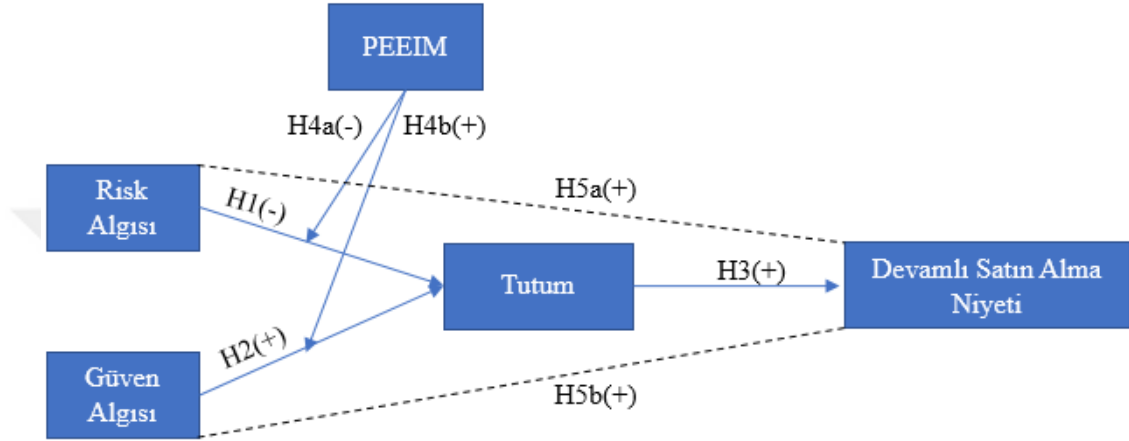 PEEIM
H4a(-)
H4b(+)
Risk
Algısı
H1(-)
H5a(+)
Tutum
H3(+)
Devamlı Satın Alma
Niyeti
H2(+)
Güven
Algısı
H5b(+)